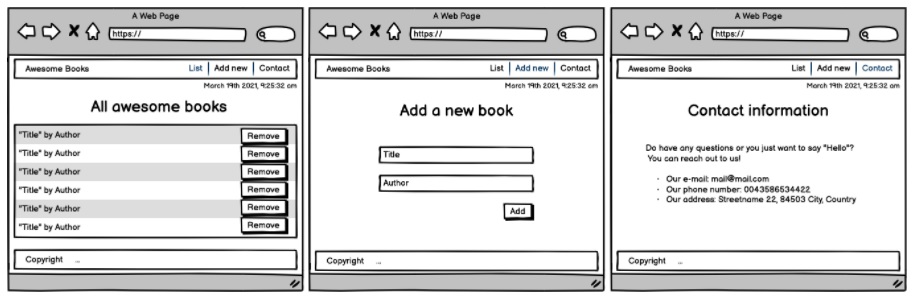 A Web Page
https://
Awesome Books List Add new Contact
March 19th 2021, 9:25:32 am
All awesome books
"Title" by Author Remove
"Title" by Author Remove
"Title" by Author Remove
"Title" by Author Remove
"Title" by Author Remove
"Title" by Author Remove
Copyright ...
A Web Page
https://
Awesome Books List Add new Contact
March 19th 2021, 9:25:32 am
Add a new book
Title
Author
Add
Copyright ...
A Web Page
https://
Awesome Books List Add new Contact
March 19th 2021, 9:25:32 am
Contact information
Do have any questions or you just want to say "Hello"?
You can reach out to us!
· Our e-mail: mail@mail.com
· Our phone number: 0043586534422
· Our address: Streetname 22, 84503 City, Country
Copyright ...